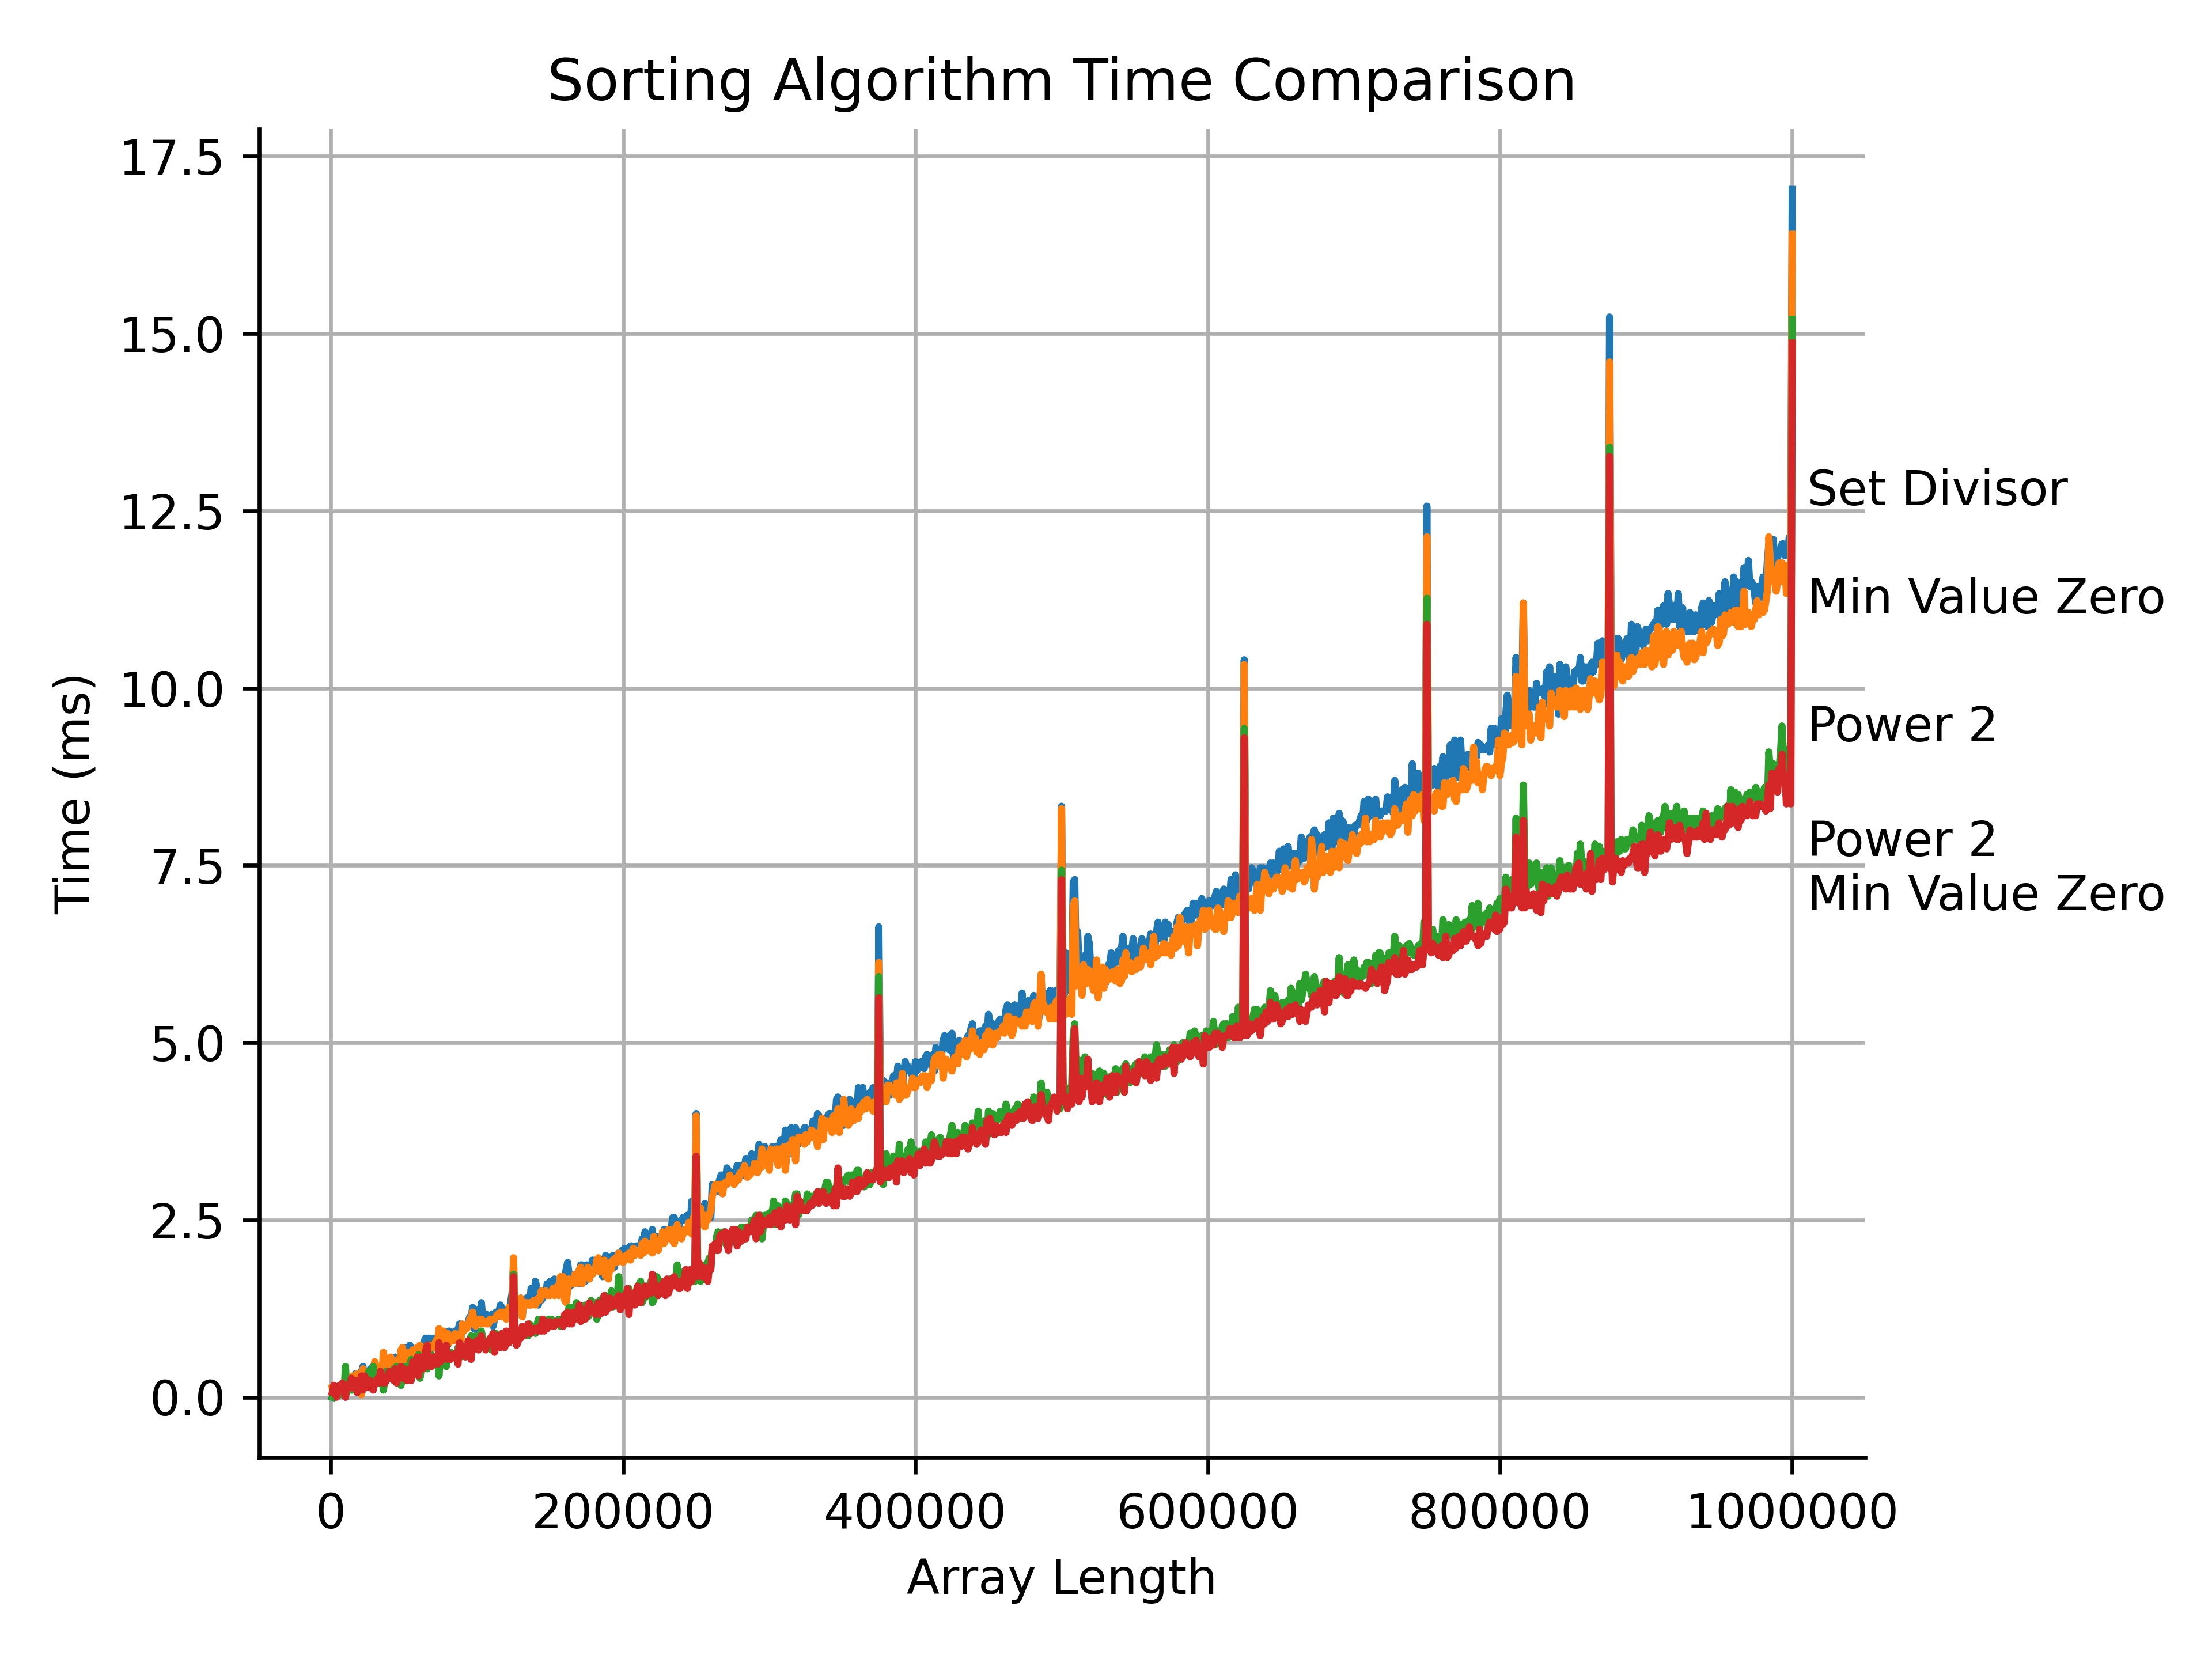 Sorting Algorithm Time Comparison
17.5
15.0
12.5
10.0
7.5
5.0
2.5
0.0
Time (ms)
Set Divisor
Min Value Zero
Power 2
Power 2
Min Value Zero
0 200000 400000 600000 800000 1000000
Array Length